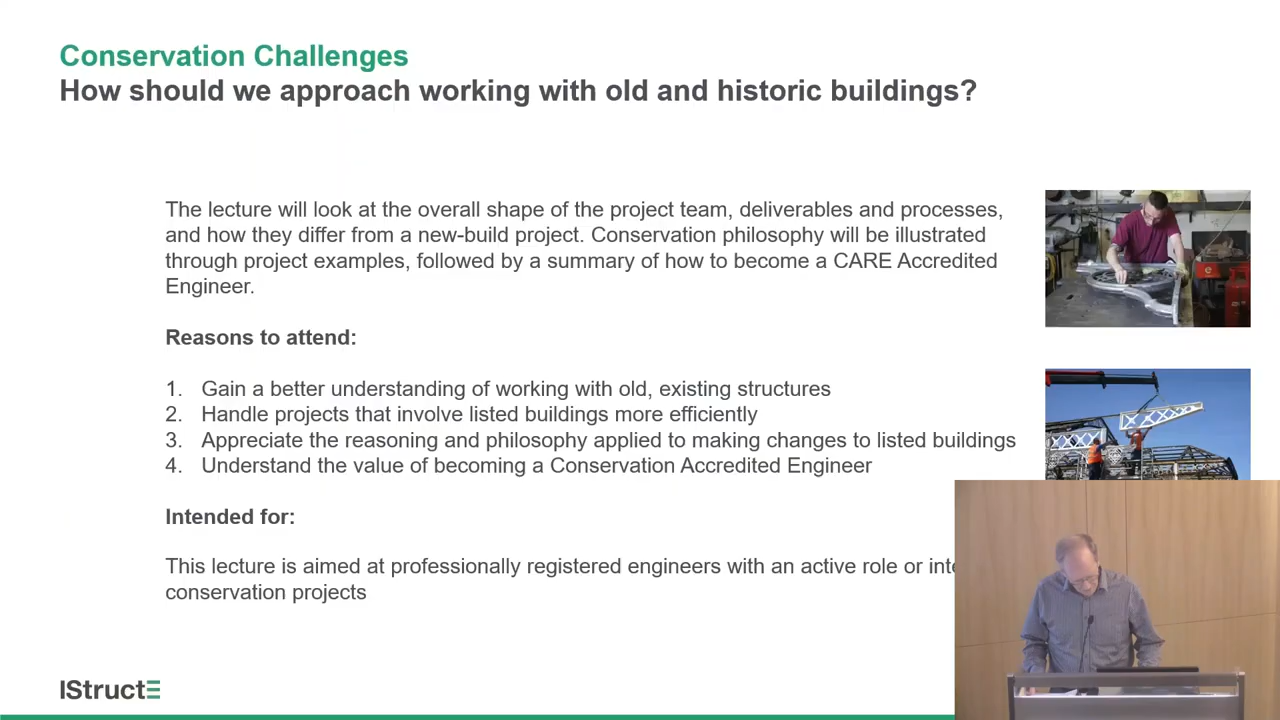 Conservation Challenges
How should we approach working with old and historic buildings?
The lecture will look at the overall shape of the project team, deliverables and processes,
and how they differ from a new-build project. Conservation philosophy will be illustrated
through project examples, followed by a summary of how to become a CARE Accredited
Engineer.
Reasons to attend:
1. Gain a better understanding of working with old, existing structures
2. Handle projects that involve listed buildings more efficiently
3. Appreciate the reasoning and philosophy applied to making changes to listed buildings
4. Understand the value of becoming a Conservation Accredited Engineer
Intended for:
This lecture is aimed at professionally registered engineers with an active role or
conservation projects
IStructE